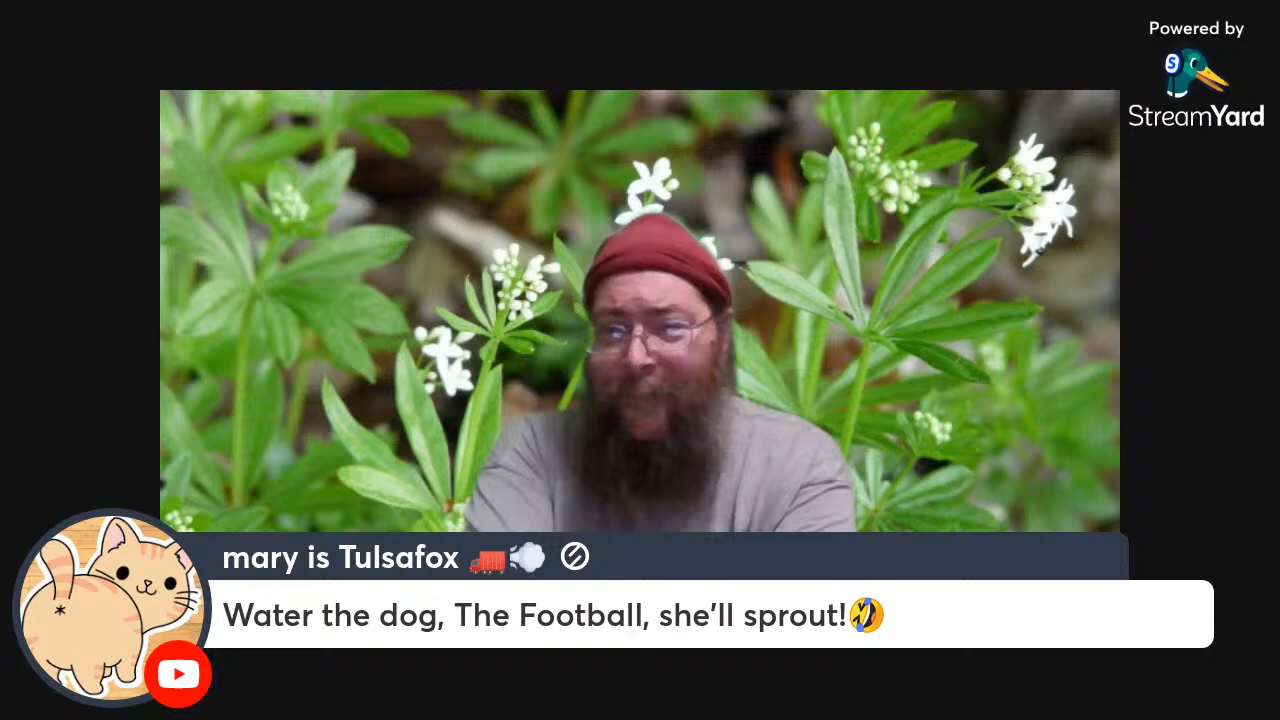 Powered by
StreamYard
mary is Tulsafox 🚛💨
Water the dog, The Football, she’ll sprout!🤣